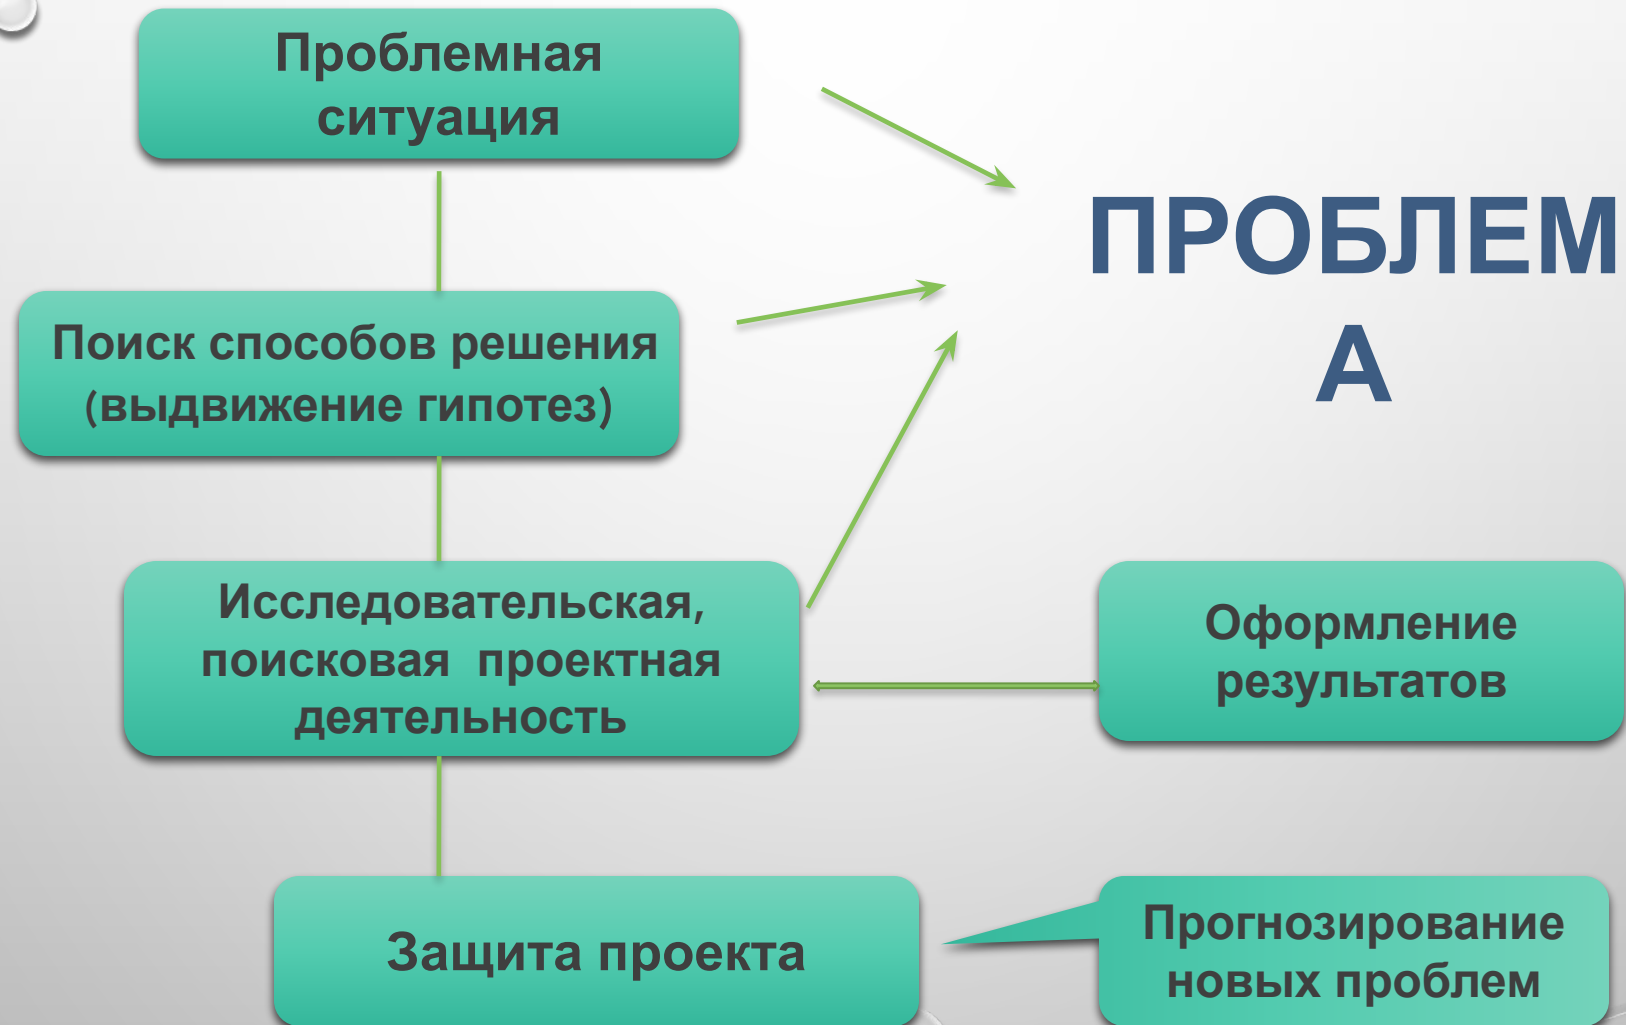 Проблемная
ситуация
ПРОБЛЕМ
А
Поиск способов решения
(выдвижение гипотез)
Исследовательская,
поисковая проектная
деятельность
Оформление
результатов
Защита проекта
Прогнозирование
новых проблем